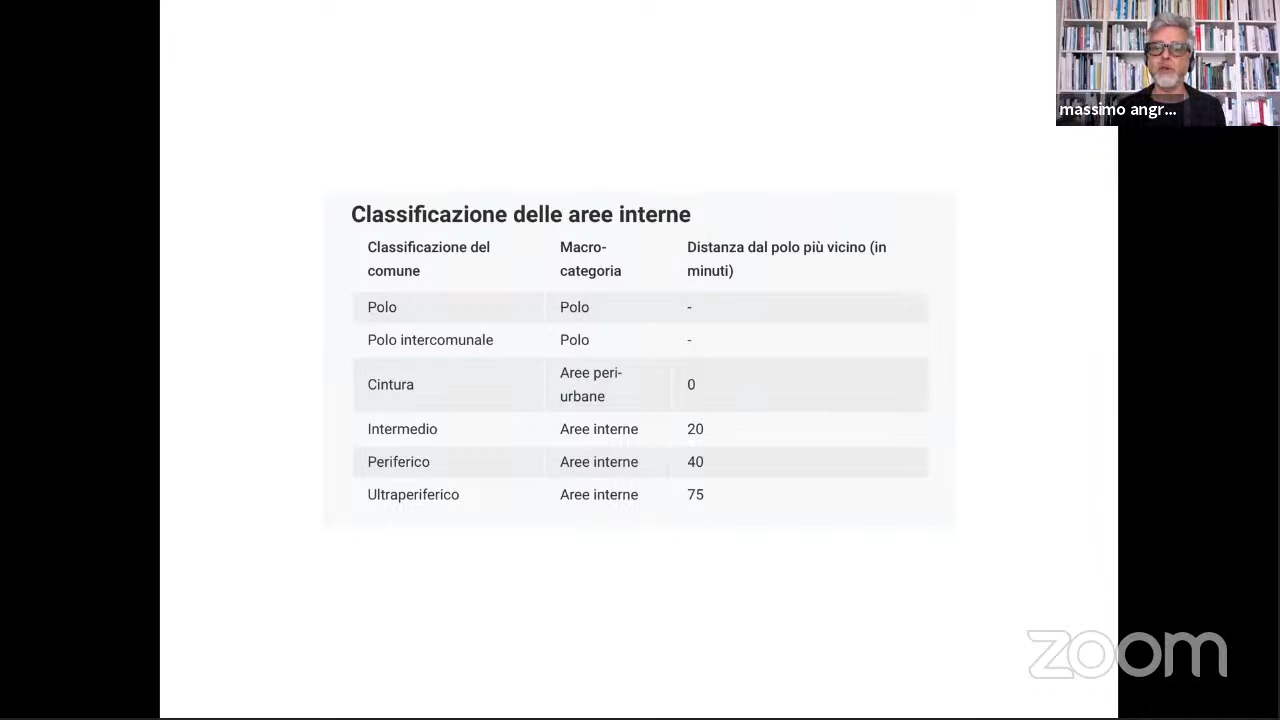 massimo angr...
Classificazione delle aree interne
Classificazione del comune Macro-categoria Distanza dal polo più vicino (in minuti)
Polo Polo -
Polo intercomunale Polo -
Cintura Aree peri-urbane 0
Intermedio Aree interne 20
Periferico Aree interne 40
Ultraperiferico Aree interne 75
zoom